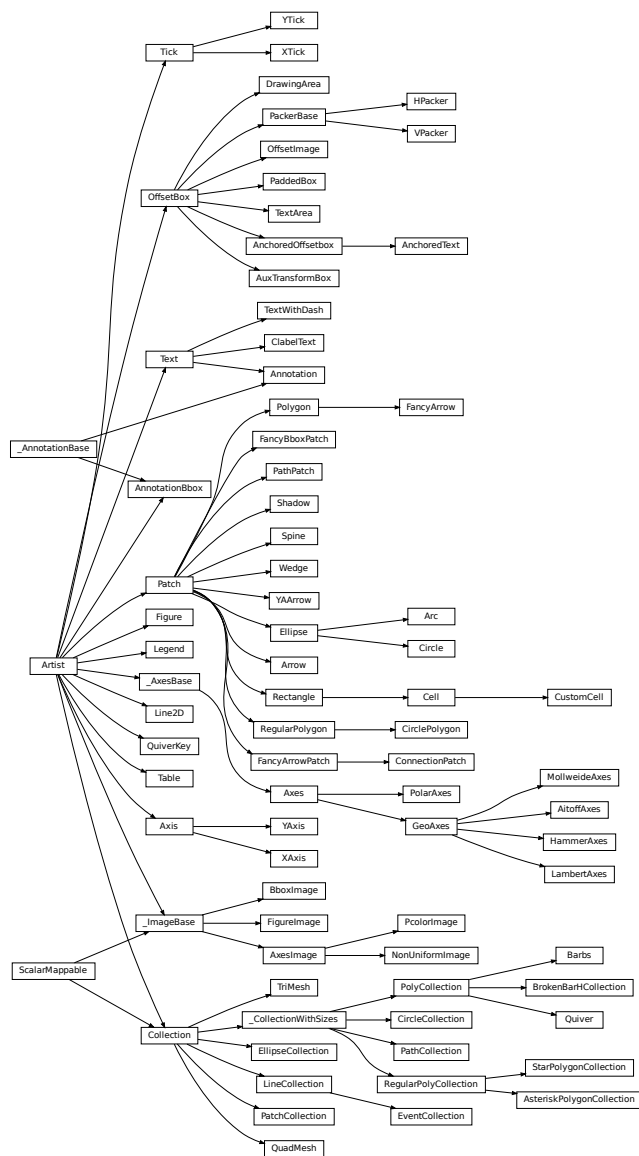 YTick
Tick
XTick
DrawingArea
HPacker
PackerBase
VPacker
OffsetImage
PaddedBox
OffsetBox
TextArea
AnchoredOffsetbox
AnchoredText
AuxTransformBox
TextWithDash
ClabelText
Text
Annotation
Polygon
FancyArrow
FancyBboxPatch
_AnnotationBase
PathPatch
AnnotationBbox
Shadow
Spine
Wedge
Patch
YAArrow
Arc
Figure
Ellipse
Circle
Legend
Artist
Arrow
_AxesBase
Rectangle
Cell
CustomCell
Line2D
RegularPolygon
CirclePolygon
QuiverKey
FancyArrowPatch
ConnectionPatch
Table
MollweideAxes
Axes
PolarAxes
AitoffAxes
Axis
YAxis
GeoAxes
HammerAxes
XAxis
LambertAxes
BboxImage
_ImageBase
FigureImage
PcolorImage
AxesImage
NonUniformImage
Barbs
ScalarMappable
TriMesh
PolyCollection
BrokenBarHCollection
_CollectionWithSizes
CircleCollection
Quiver
Collection
EllipseCollection
PathCollection
StarPolygonCollection
LineCollection
RegularPolyCollection
AsteriskPolygonCollection
PatchCollection
EventCollection
QuadMesh